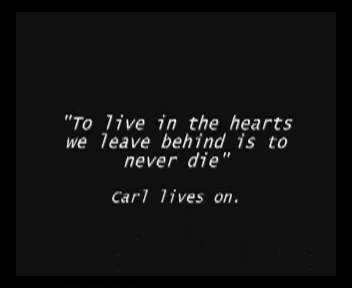 "To live in the hearts
we leave behind is to
never die"
Carl lives on.